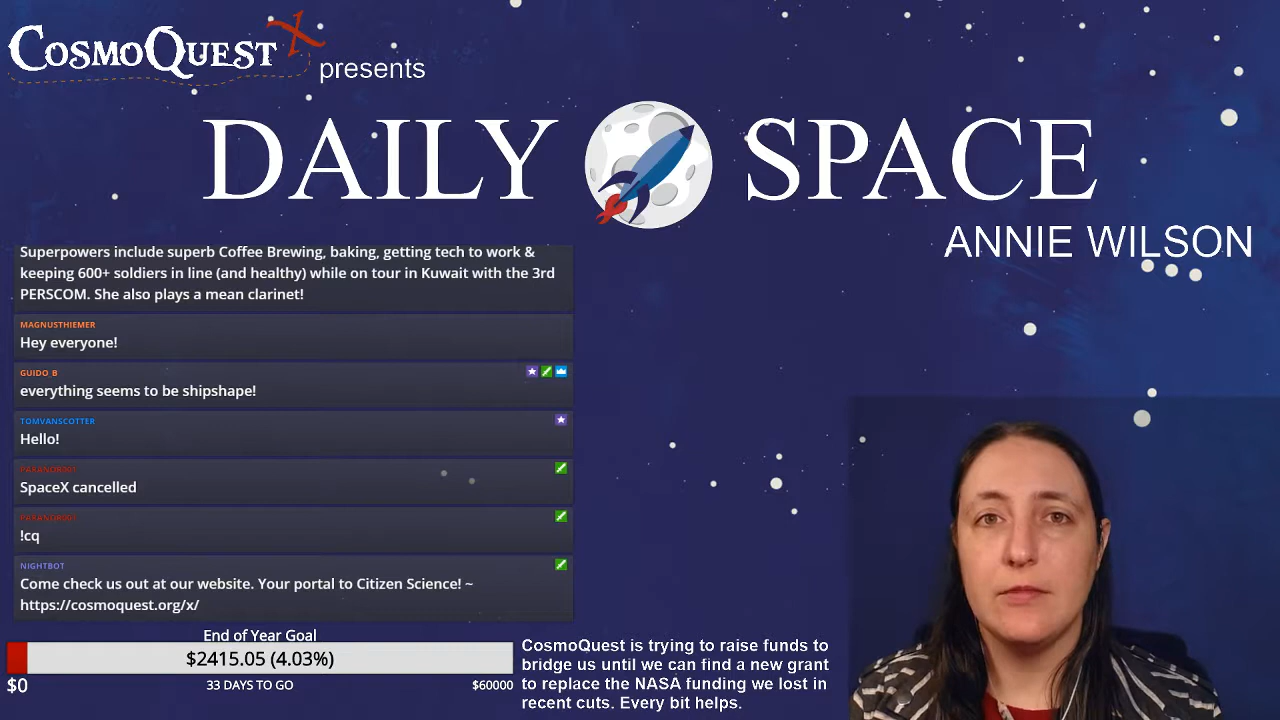 CosmoQuest X
presents
DAILY SPACE
ANNIE WILSON
Superpowers include superb Coffee Brewing, baking, getting tech to work &
keeping 600+ soldiers in line (and healthy) while on tour in Kuwait with the 3rd
PERSCOM. She also plays a mean clarinet!
MAGNUSTHIEMER
Hey everyone!
GUIDO B
everything seems to be shipshape!
TOMVANSCOTTER
Hello!
SpaceX cancelled
!cq
NIGHTBOT
Come check us out at our website. Your portal to Citizen Science! ~
https://cosmoquest.org/x/
End of Year Goal
$2415.05 (4.03%)
$0
33 DAYS TO GO
$60000
CosmoQuest is trying to raise funds to
bridge us until we can find a new grant
to replace the NASA funding we lost in
recent cuts. Every bit helps.